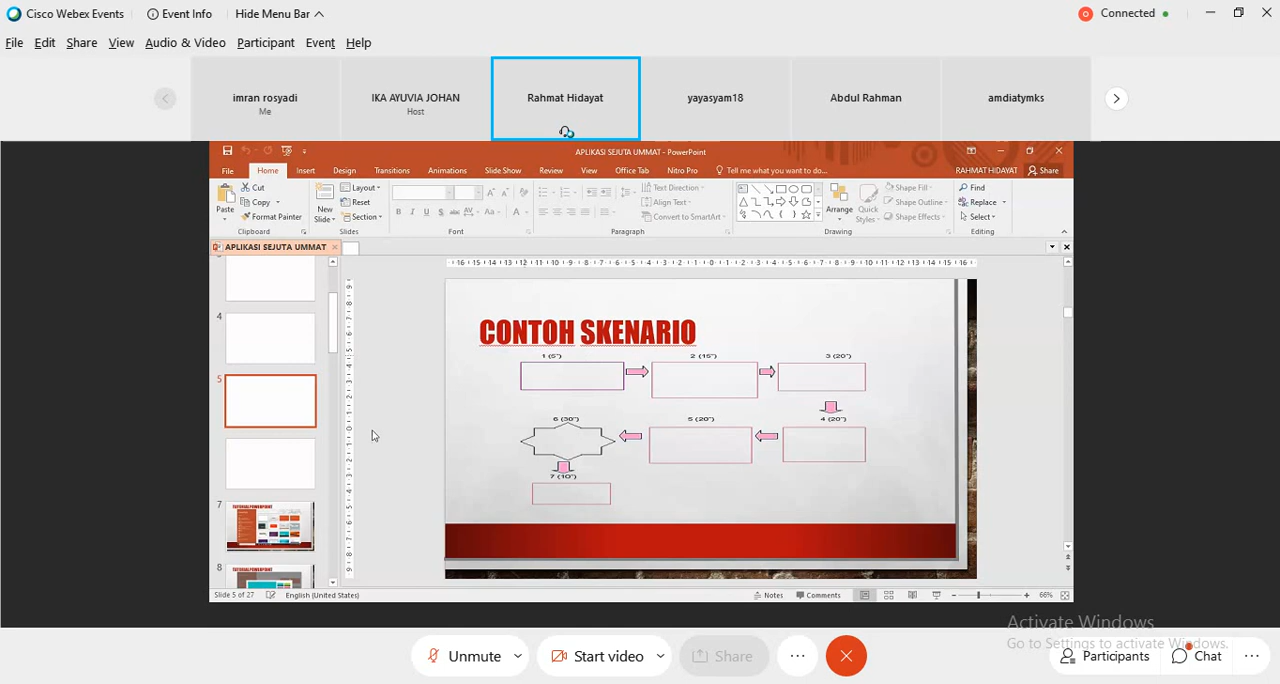 Cisco Webex Events Event Info Hide Menu Bar Connected
File Edit Share View Audio & Video Participant Event Help
imran rosyadi
Me
IKA AYUVIA JOHAN
Host
Rahmat Hidayat
yayasyam18
Abdul Rahman
amdiatymks
APLIKASI SEJUTA UMMAT - PowerPoint
File Home Insert Design Transitions Animations Slide Show Review View Office Tab Nitro Pro Tell me what you want to do... RAHMAT HIDAYAT Share
Paste
Cut
Copy
Format Painter
Clipboard
New
Slide
Layout
Reset
Section
Slides
Font
Text Direction
Align Text
Convert to SmartArt
Paragraph
Arrange
Quick
Styles
Shape Fill
Shape Outline
Shape Effects
Drawing
Find
Replace
Select
Editing
APLIKASI SEJUTA UMMAT
4
5
7
8
CONTOH SKENARIO
1 (5")
2 (15")
3 (20")
6 (30")
5 (20")
4 (20")
7 (10")
Slide 5 of 27 English (United States) Notes Comments 66%
Activate Windows
Go to Settings to activate Windows.
Unmute Start video Share Participants Chat